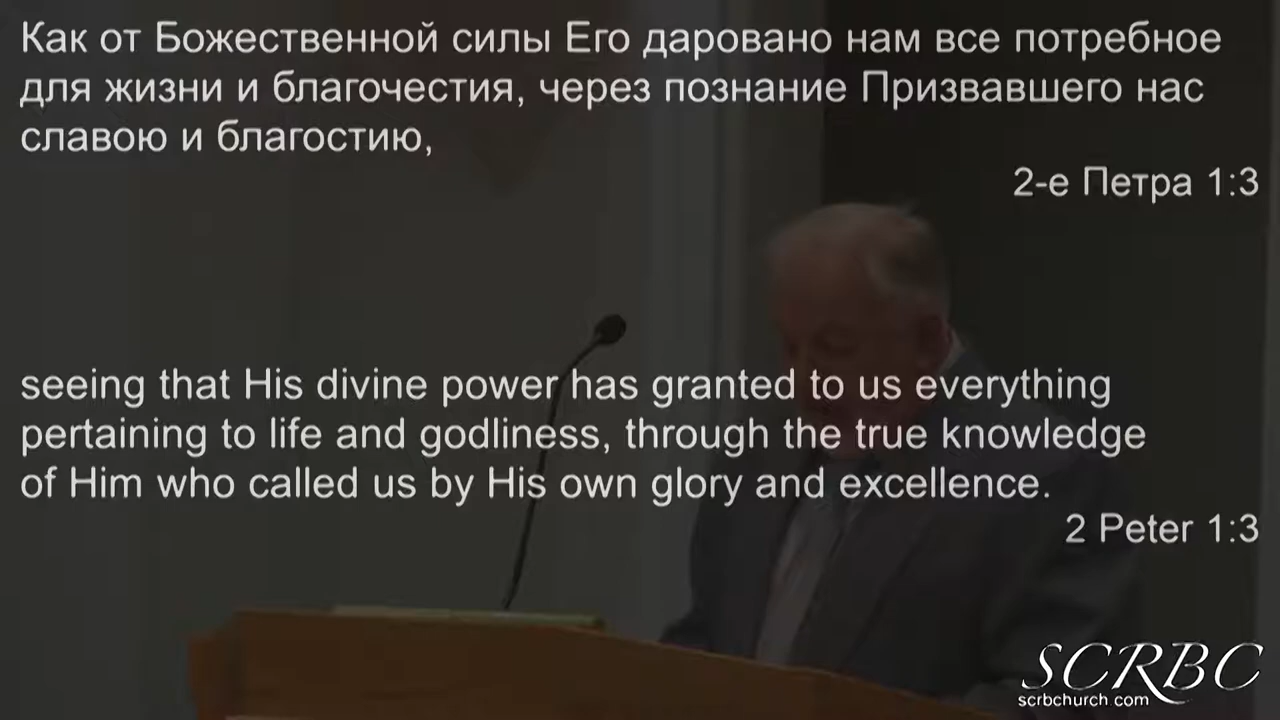 Как от Божественной силы Его даровано нам все потребное
для жизни и благочестия, через познание Призвавшего нас
славою и благостию,
2-е Петра 1:3
seeing that His divine power has granted to us everything
pertaining to life and godliness, through the true knowledge
of Him who called us by His own glory and excellence.
2 Peter 1:3
SCRBC
scrbchurch.com